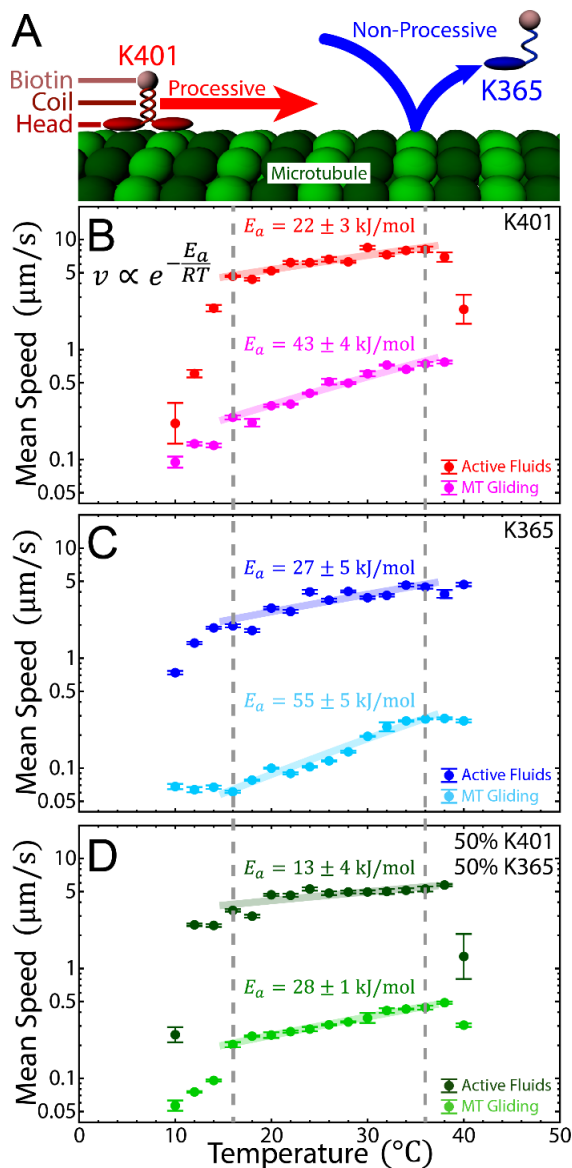 A
K401
Non-Processive
Biotin
Processive
Coil
K365
Head
Microtubule
B
Eₐ = 22 ± 3 kJ/mol
K401
10
v ∝ e^(-Eₐ/RT)
5
Eₐ = 43 ± 4 kJ/mol
1
0.5
0.1
0.05
Mean Speed (μm/s)
Active Fluids
MT Gliding
C
K365
10
Eₐ = 27 ± 5 kJ/mol
5
1
Eₐ = 55 ± 5 kJ/mol
0.5
0.1
0.05
Mean Speed (μm/s)
Active Fluids
MT Gliding
D
50% K401
50% K365
10
Eₐ = 13 ± 4 kJ/mol
5
1
Eₐ = 28 ± 1 kJ/mol
0.5
0.1
0.05
Mean Speed (μm/s)
Active Fluids
MT Gliding
0 10 20 30 40 50
Temperature (°C)